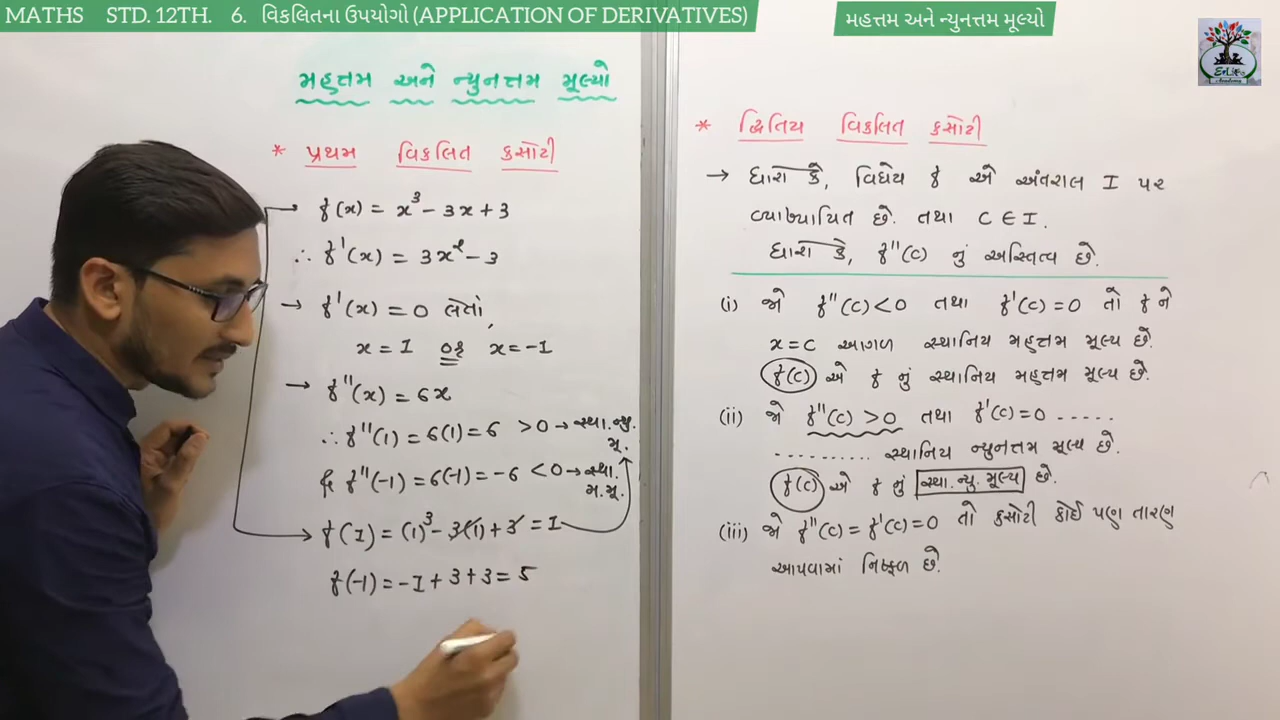 MATHS STD. 12TH. 6. વિકલિતના ઉપયોગો (APPLICATION OF DERIVATIVES)
મહત્તમ અને ન્યુનત્તમ મૂલ્યો
મહત્તમ અને ન્યુનત્તમ મૂલ્યો
* પ્રથમ વિકલિત કસોટી
→ f(x) = x³ - 3x + 3
∴ f'(x) = 3x² - 3
→ f'(x) = 0 લેતાં,
x = 1 or x = -1
→ f''(x) = 6x
∴ f''(1) = 6(1) = 6 > 0 → સ્થા. ન્યુ. મૂ.
& f''(-1) = 6(-1) = -6 < 0 → સ્થા. મ. મૂ.
f(1) = (1)³ - 3(1) + 3 = 1
f(-1) = -1 + 3 + 3 = 5
* દ્વિતિય વિકલિત કસોટી
→ ધારો કે, વિધેય f એ અંતરાલ I પર
વ્યાખ્યાયિત છે. તથા C ∈ I.
ધારો કે, f''(c) નું અસ્તિત્વ છે.
(i) જો f''(c) < 0 તથા f'(c) = 0 તો f ને
x = c આગળ સ્થાનિય મહત્તમ મૂલ્ય છે.
f(c) એ f નું સ્થાનિય મહત્તમ મૂલ્ય છે.
(ii) જો f''(c) > 0 તથા f'(c) = 0 -----
.......... સ્થાનિય ન્યુનત્તમ મૂલ્ય છે.
f(c) એ f નું સ્થા. ન્યુ. મૂલ્ય છે.
(iii) જો f''(c) = f'(c) = 0 તો કસોટી કોઈ પણ તારણ
આપવામાં નિષ્ફળ છે.